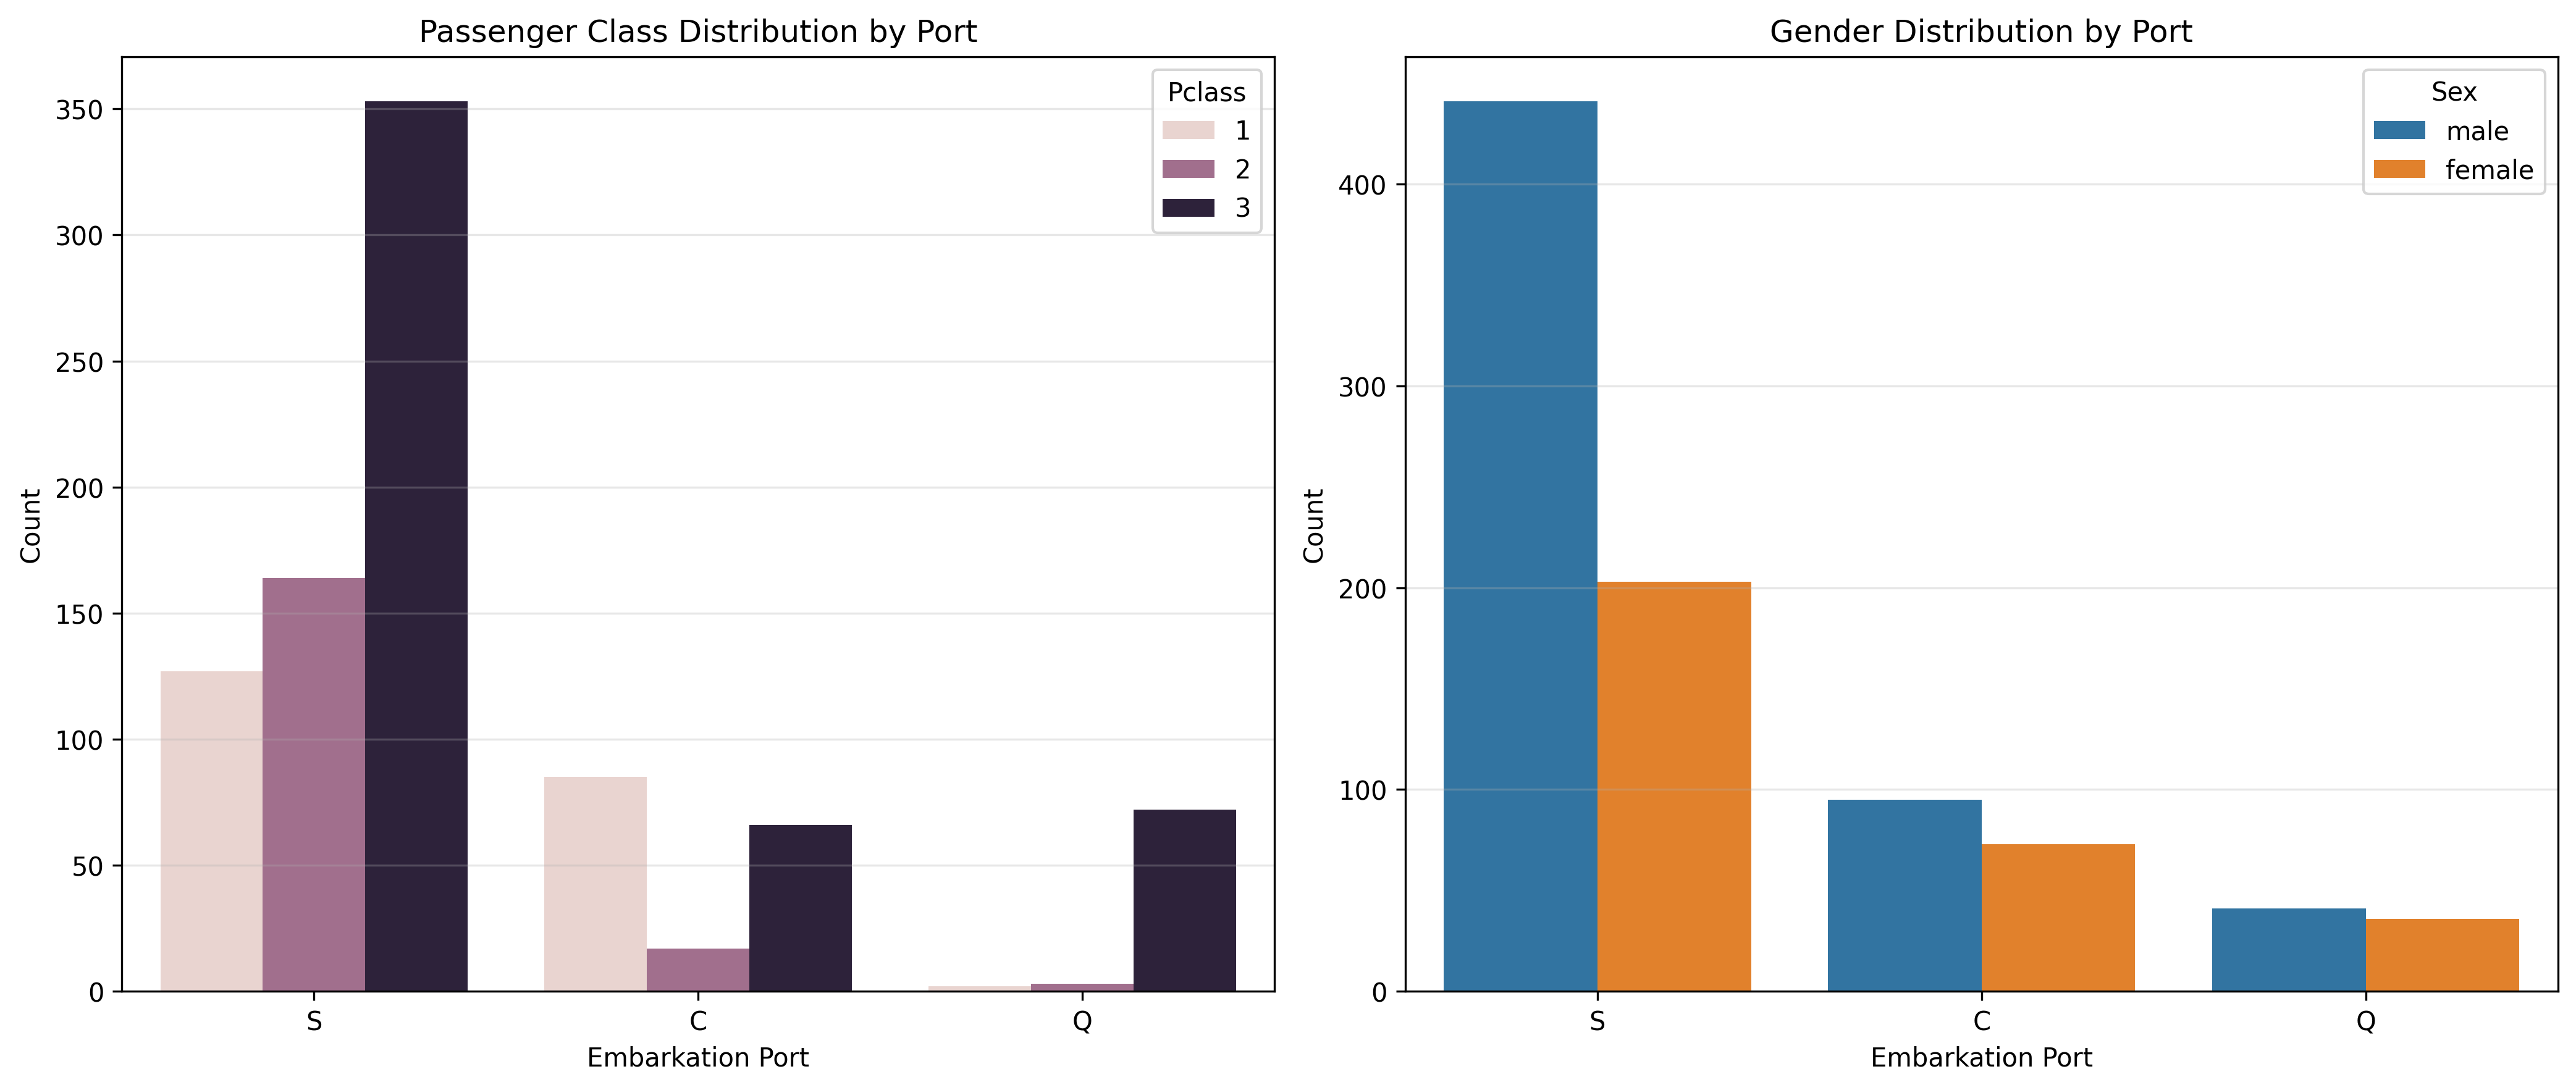 Passenger Class Distribution by Port
Count
350
300
250
200
150
100
50
0
S C Q
Embarkation Port
Pclass
1
2
3
Gender Distribution by Port
Count
400
300
200
100
0
S C Q
Embarkation Port
Sex
male
female